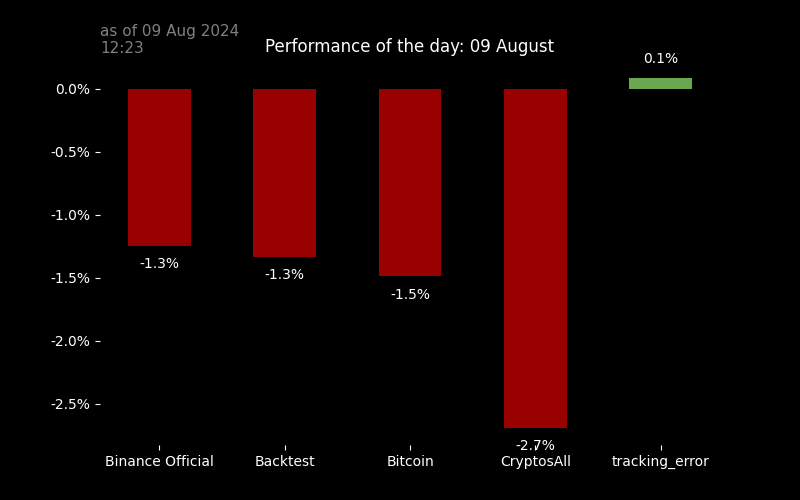 as of 09 Aug 2024
12:23
Performance of the day: 09 August
0.1%
0.0%
-0.5%
-1.0%
-1.5%
-2.0%
-2.5%
-1.3%
-1.3%
-1.5%
-2.7%
Binance Official
Backtest
Bitcoin
CryptosAll
tracking_error